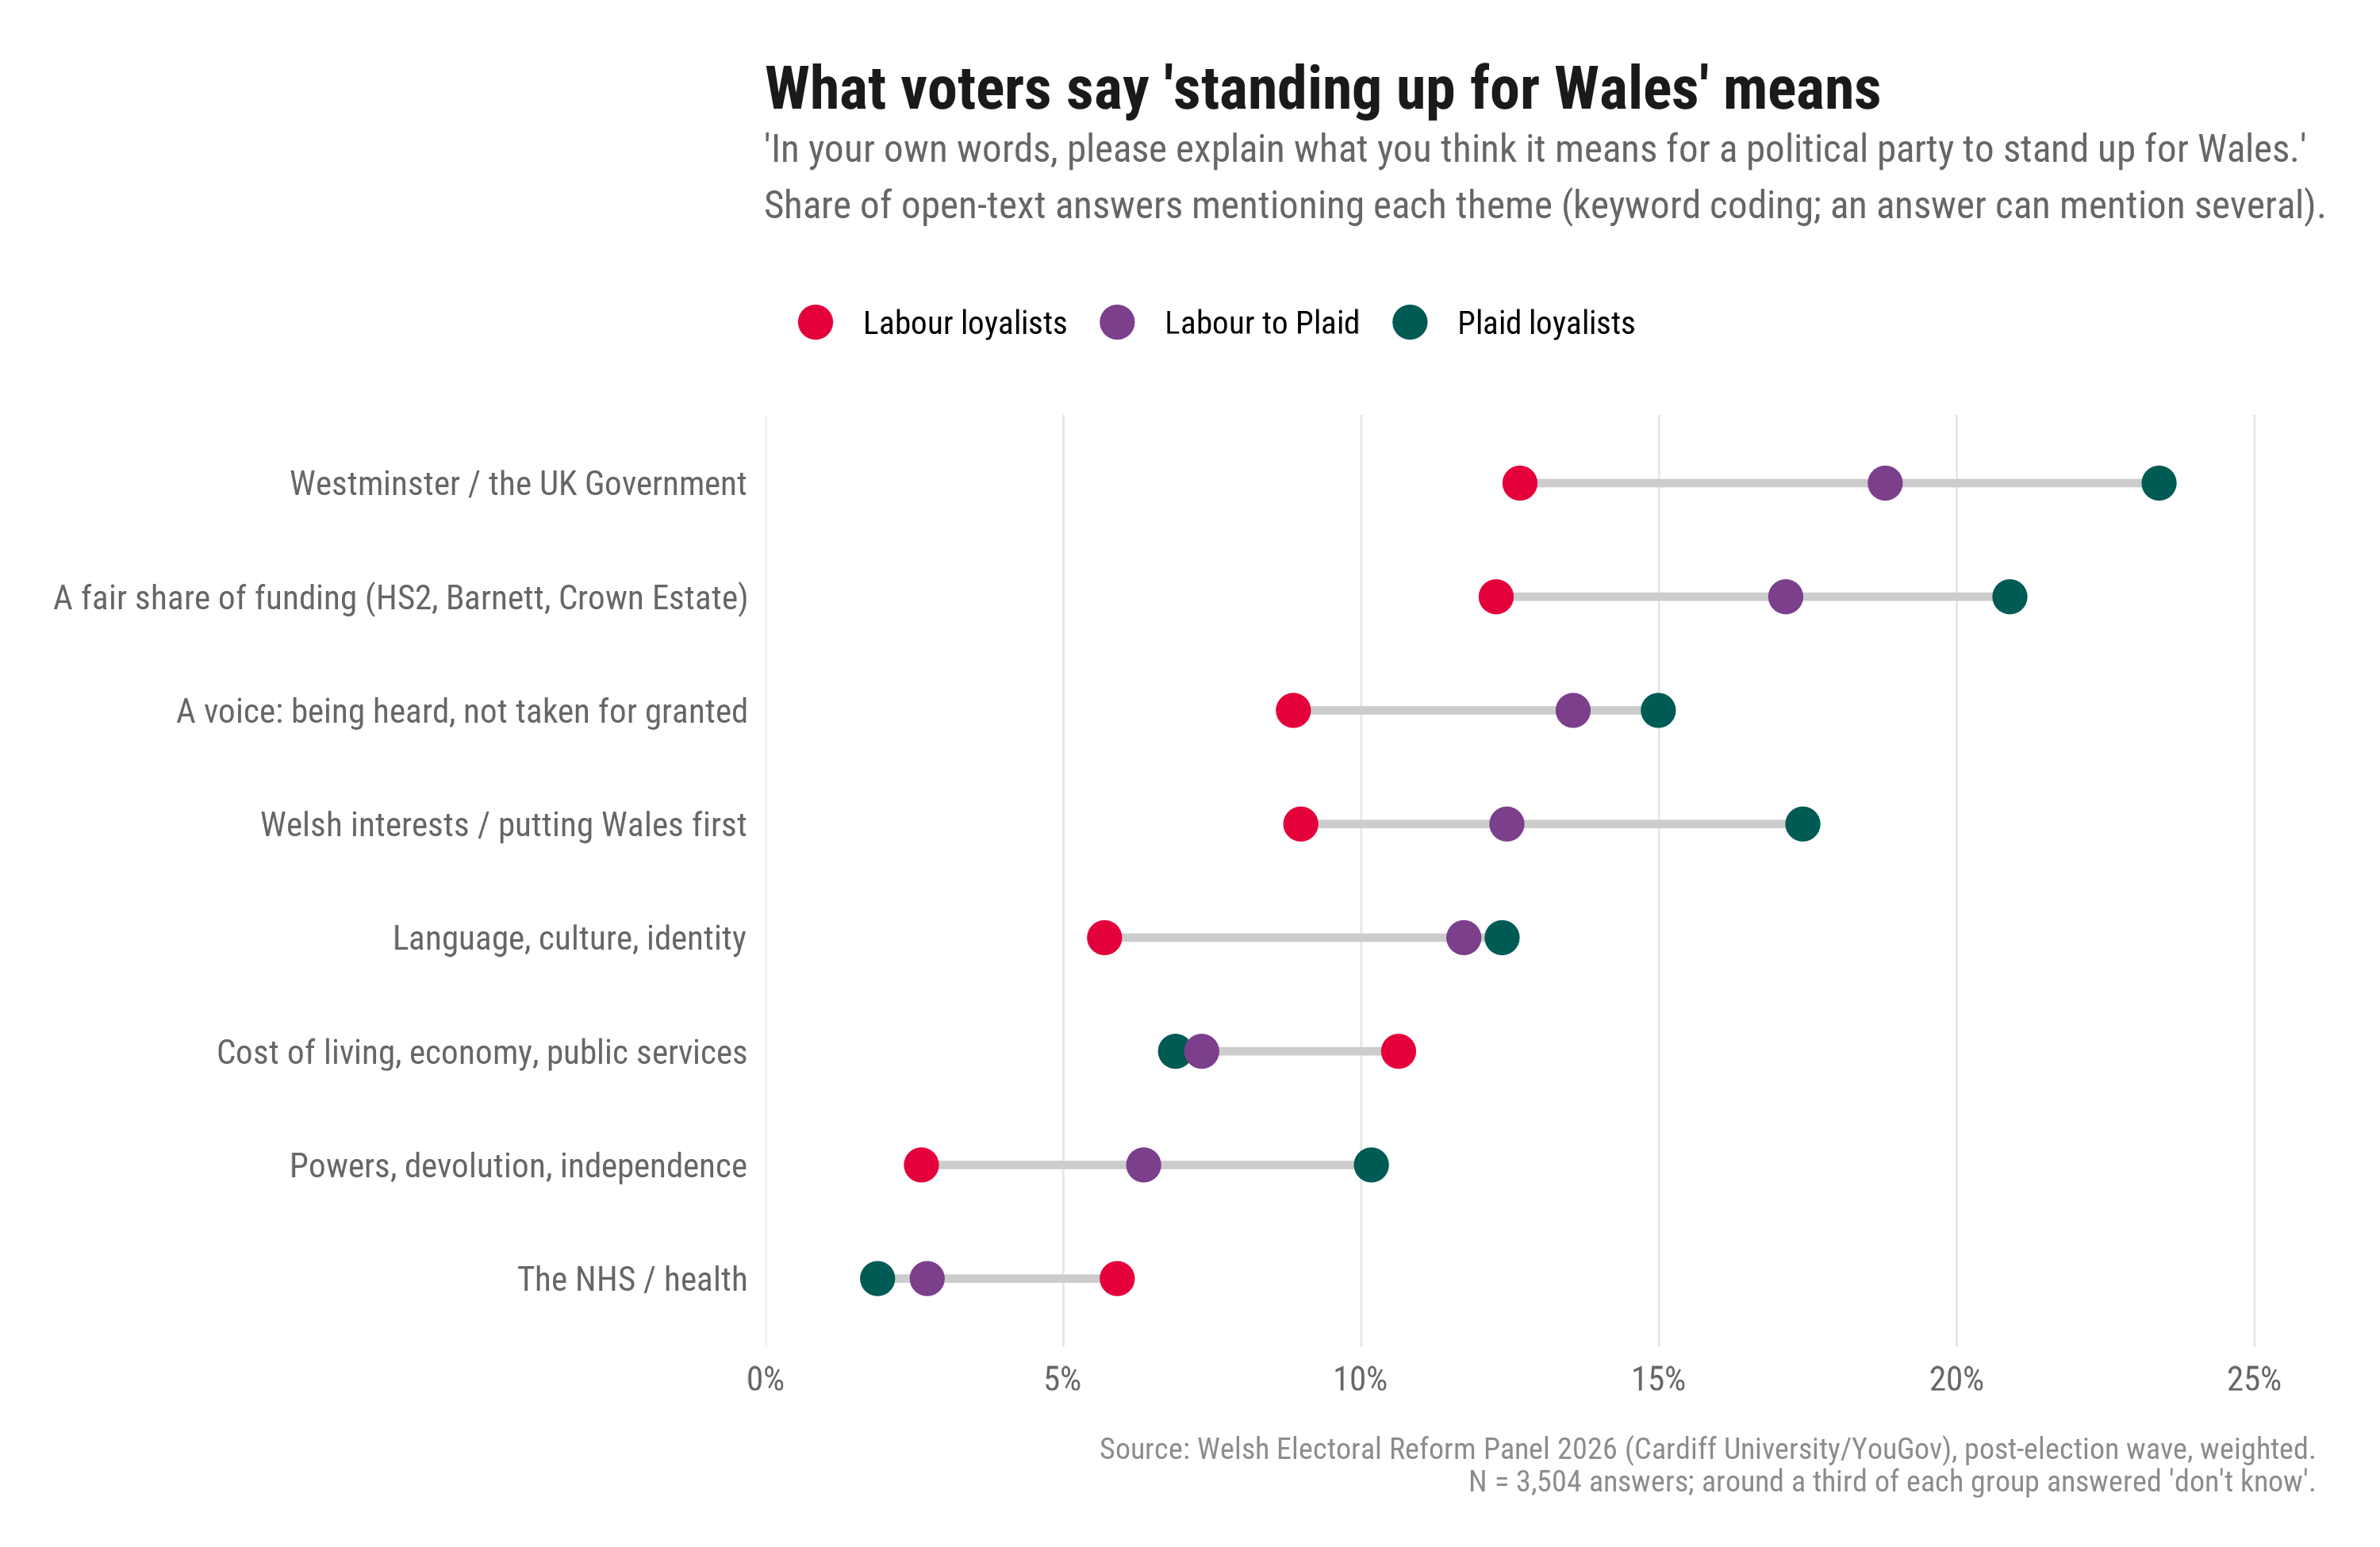 What voters say 'standing up for Wales' means
'In your own words, please explain what you think it means for a political party to stand up for Wales.'
Share of open-text answers mentioning each theme (keyword coding; an answer can mention several).
Labour loyalists
Labour to Plaid
Plaid loyalists
Westminster / the UK Government
A fair share of funding (HS2, Barnett, Crown Estate)
A voice: being heard, not taken for granted
Welsh interests / putting Wales first
Language, culture, identity
Cost of living, economy, public services
Powers, devolution, independence
The NHS / health
0%
5%
10%
15%
20%
25%
Source: Welsh Electoral Reform Panel 2026 (Cardiff University/YouGov), post-election wave, weighted.
N = 3,504 answers; around a third of each group answered 'don't know'.